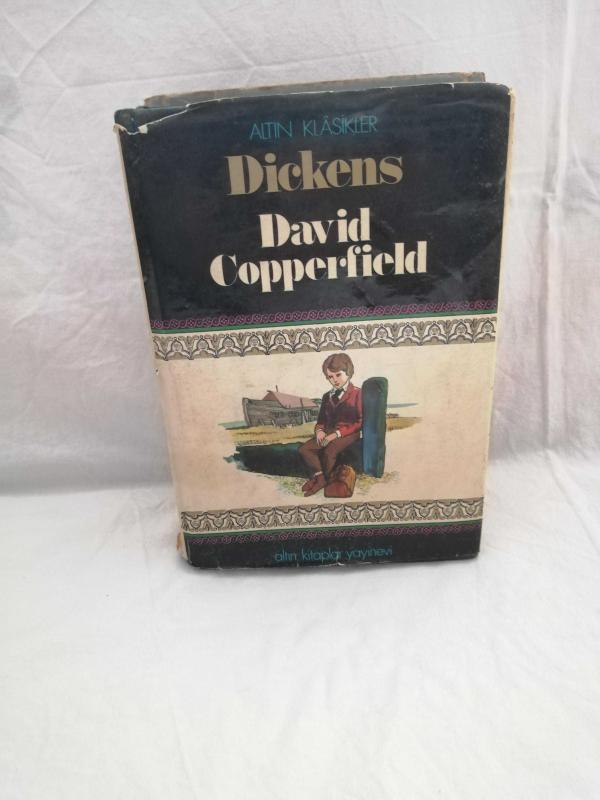 ALTIN KLÂSİKLER
Dickens
David
Copperfield
altın kitaplar yayınevi